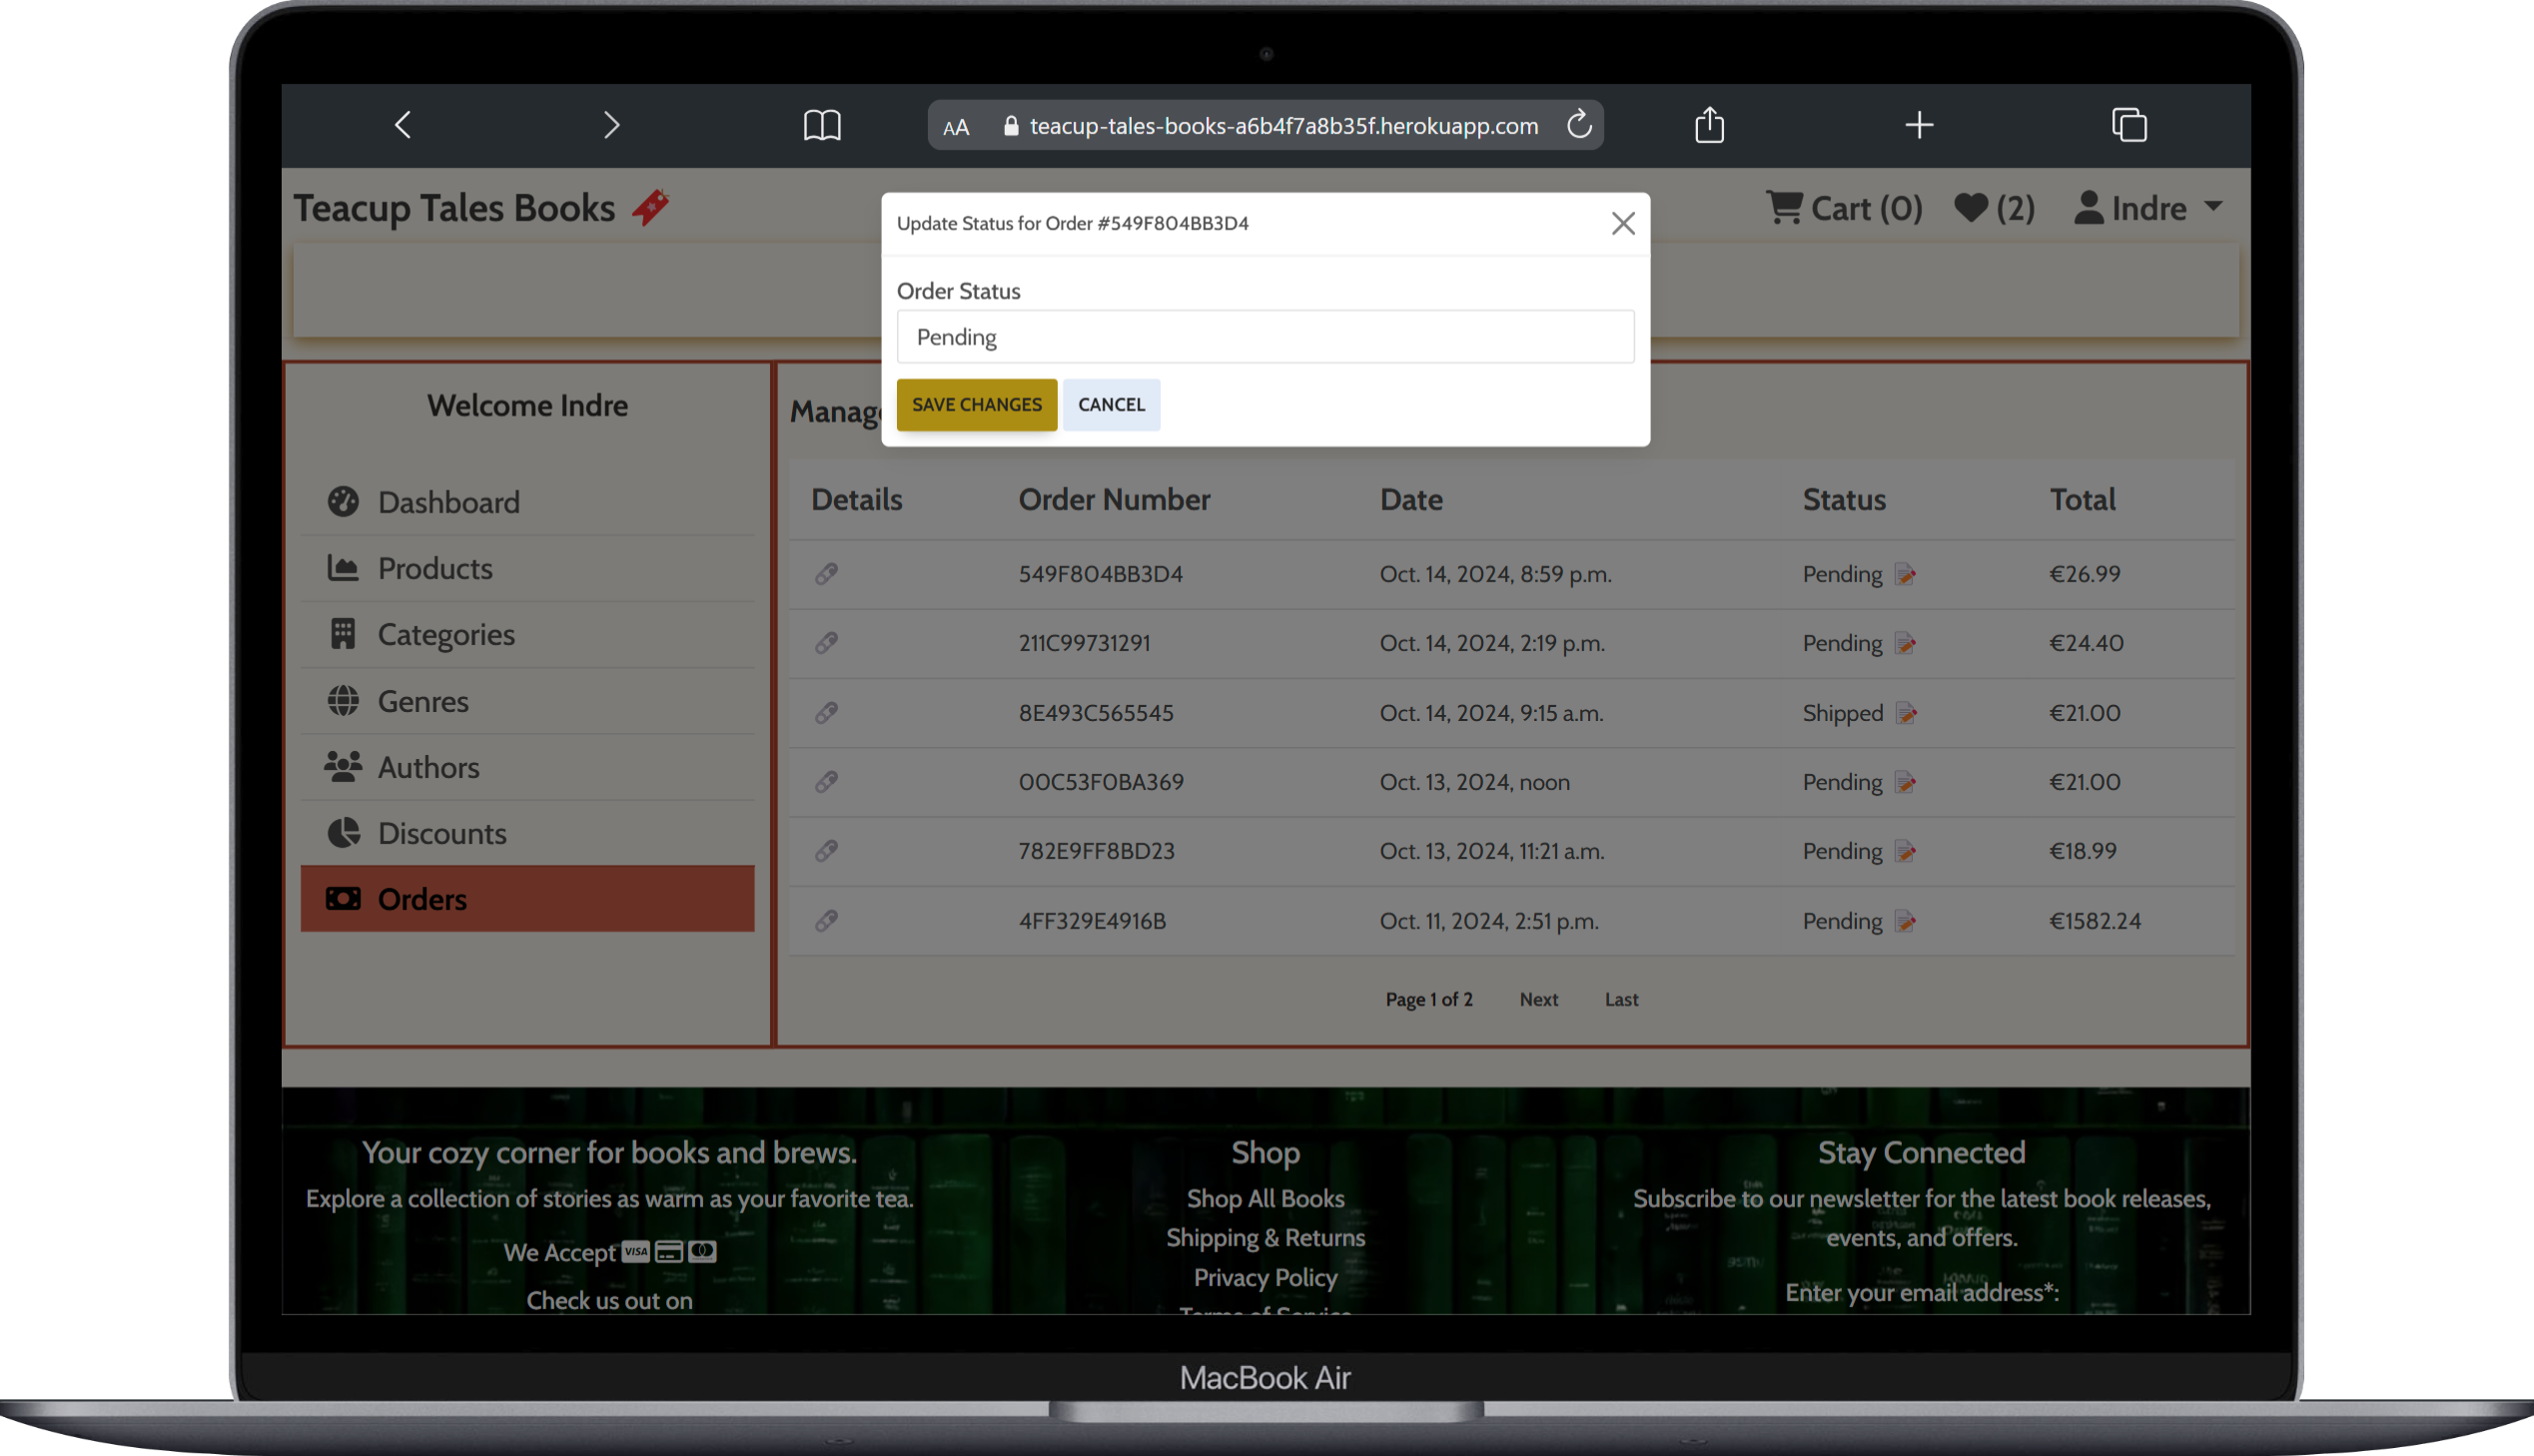 AA teacup-tales-books-a6b4f7a8b35f.herokuapp.com
Teacup Tales Books
Cart (0) (2) Indre
Update Status for Order #549F804BB3D4
Order Status
Pending
SAVE CHANGES CANCEL
Welcome Indre
Dashboard
Products
Categories
Genres
Authors
Discounts
Orders
Manage
Details Order Number Date Status Total
549F804BB3D4 Oct. 14, 2024, 8:59 p.m. Pending €26.99
211C99731291 Oct. 14, 2024, 2:19 p.m. Pending €24.40
8E493C565545 Oct. 14, 2024, 9:15 a.m. Shipped €21.00
00C53F0BA369 Oct. 13, 2024, noon Pending €21.00
782E9FF8BD23 Oct. 13, 2024, 11:21 a.m. Pending €18.99
4FF329E4916B Oct. 11, 2024, 2:51 p.m. Pending €1582.24
Page 1 of 2 Next Last
Your cozy corner for books and brews.
Explore a collection of stories as warm as your favorite tea.
We Accept VISA
Check us out on
Shop
Shop All Books
Shipping & Returns
Privacy Policy
Terms of Service
Stay Connected
Subscribe to our newsletter for the latest book releases,
events, and offers.
Enter your email address*:
MacBook Air